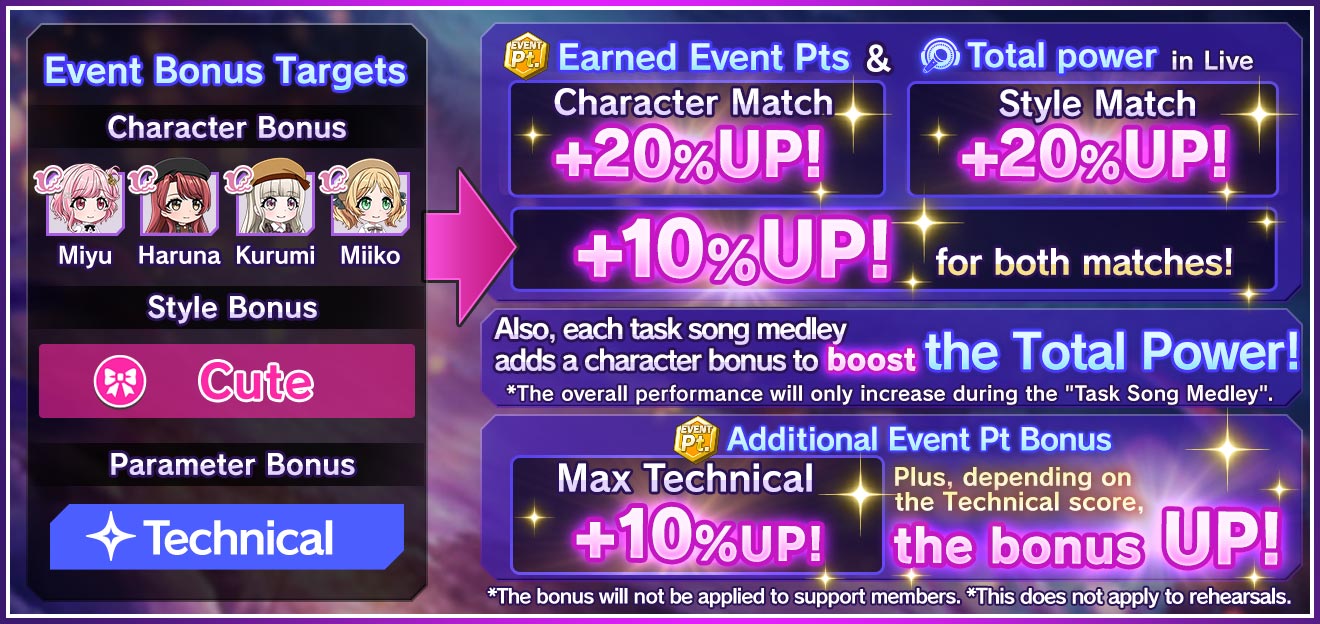 Event Bonus Targets
Character Bonus
Miyu Haruna Kurumi Miiko
Style Bonus
Cute
Parameter Bonus
Technical
EVENT Pt. Earned Event Pts & Total power in Live
Character Match
+20%UP!
Style Match
+20%UP!
+10%UP! for both matches!
Also, each task song medley
adds a character bonus to boost the Total Power!
*The overall performance will only increase during the "Task Song Medley".
EVENT Pt. Additional Event Pt Bonus
Max Technical
+10%UP!
Plus, depending on
the Technical score,
the bonus UP!
*The bonus will not be applied to support members. *This does not apply to rehearsals.